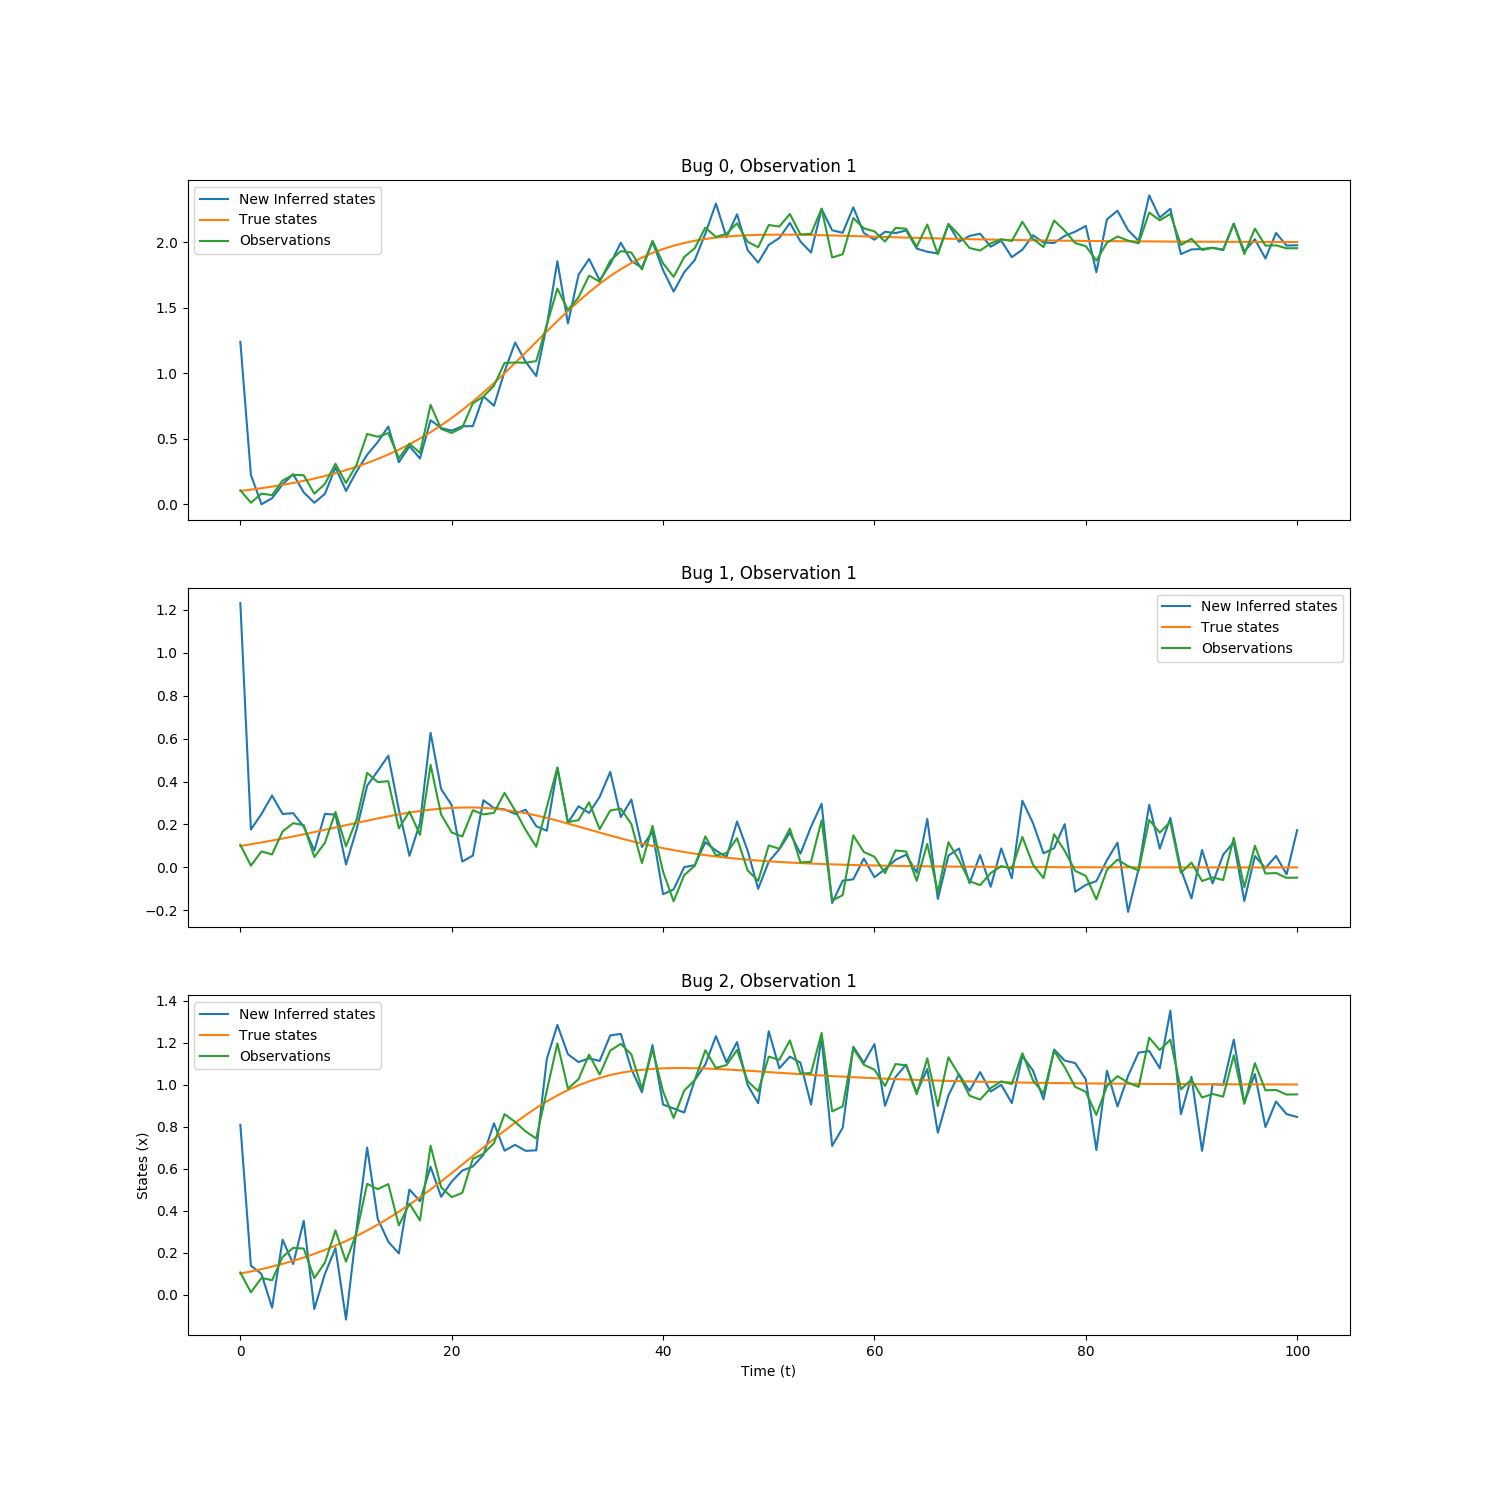 Bug 0, Observation 1
New Inferred states
True states
Observations
2.0
1.5
1.0
0.5
0.0
Bug 1, Observation 1
New Inferred states
True states
Observations
1.2
1.0
0.8
0.6
0.4
0.2
0.0
−0.2
Bug 2, Observation 1
New Inferred states
True states
Observations
1.4
1.2
1.0
0.8
0.6
0.4
0.2
0.0
States (x)
0 20 40 60 80 100
Time (t)